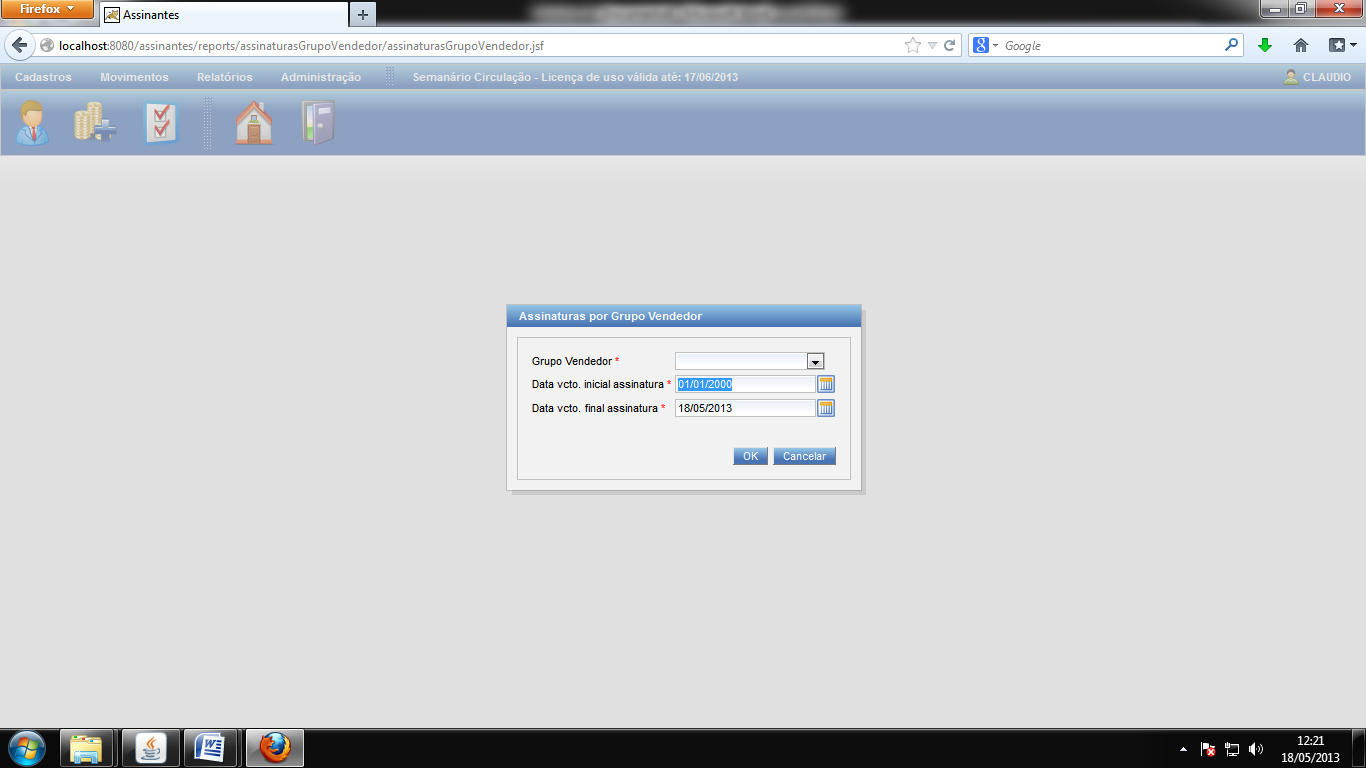 Firefox
Assinantes
localhost:8080/assinantes/reports/assinaturasGrupoVendedor/assinaturasGrupoVendedor.jsf
Google
Cadastros Movimentos Relatórios Administração Semanário Circulação - Licença de uso válida até: 17/06/2013 CLAUDIO
Assinaturas por Grupo Vendedor
Grupo Vendedor *
Data vcto. inicial assinatura * 01/01/2000
Data vcto. final assinatura * 18/05/2013
OK Cancelar
12:21
18/05/2013